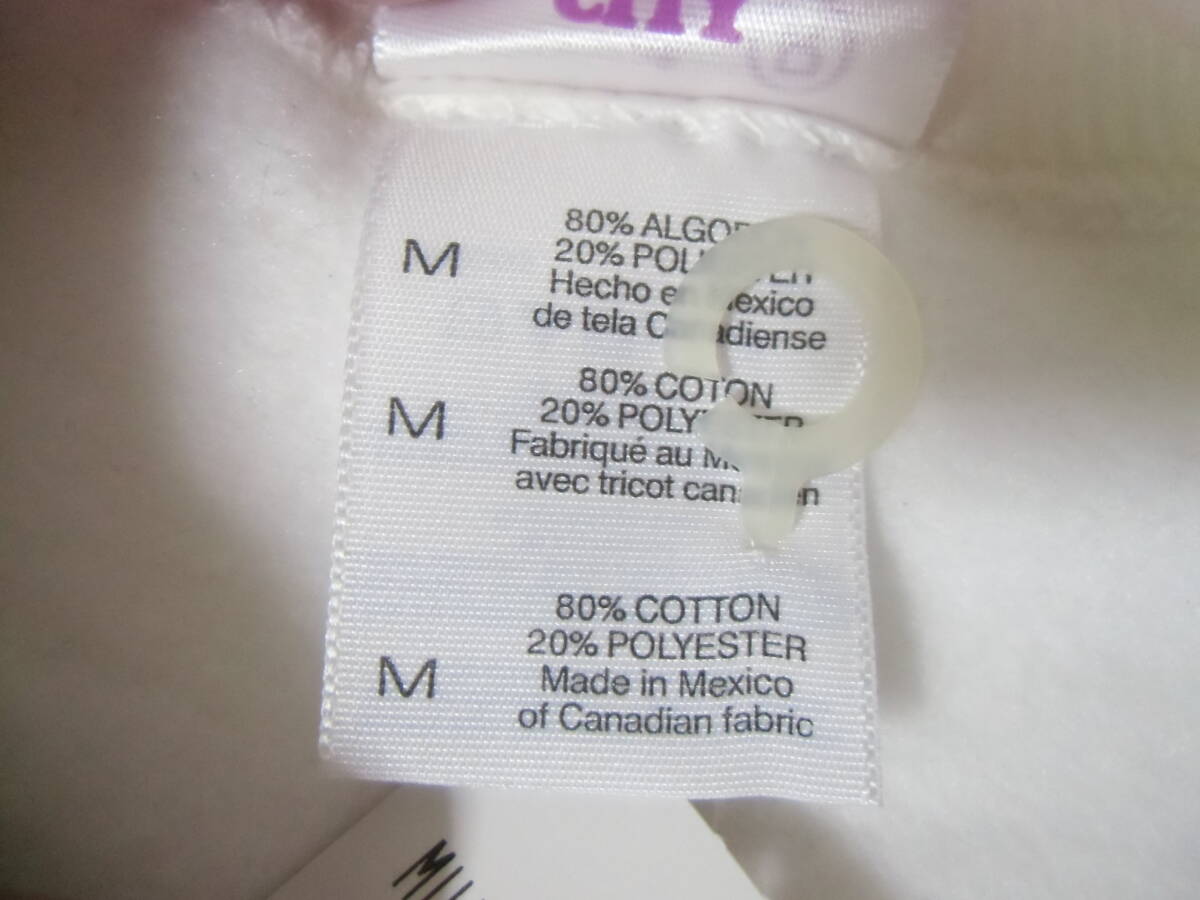 M
80% ALGO
20% POL
Hecho e exico
de tela C adiense
M
80% COTON
20% POLY
Fabriqué au M
avec tricot can en
M
80% COTTON
20% POLYESTER
Made in Mexico
of Canadian fabric